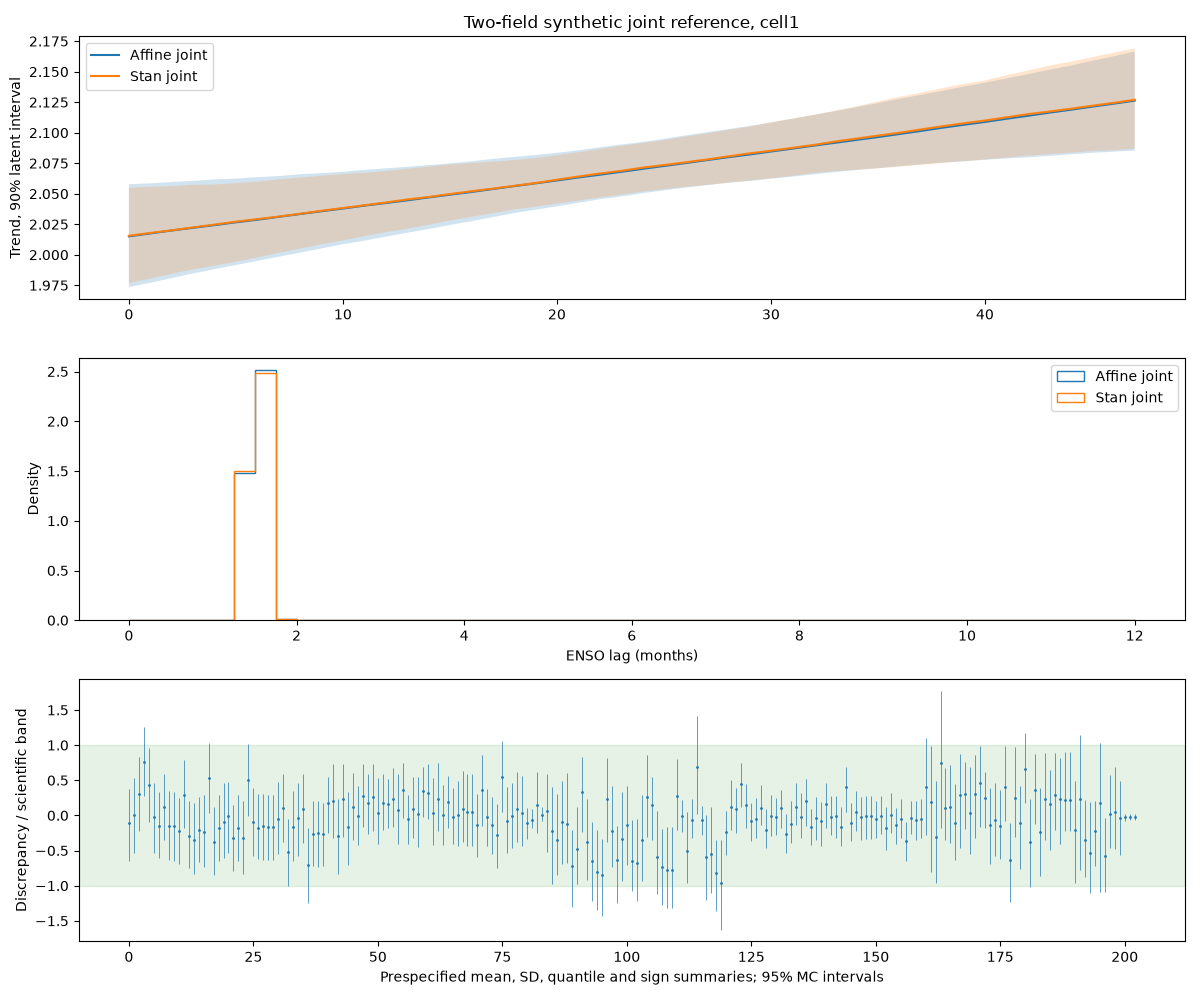 Two-field synthetic joint reference, cell1
Trend, 90% latent interval
2.175
2.150
2.125
2.100
2.075
2.050
2.025
2.000
1.975
Affine joint
Stan joint
0 10 20 30 40
Density
2.5
2.0
1.5
1.0
0.5
0.0
Affine joint
Stan joint
0 2 4 6 8 10 12
ENSO lag (months)
Discrepancy / scientific band
1.5
1.0
0.5
0.0
−0.5
−1.0
−1.5
0 25 50 75 100 125 150 175 200
Prespecified mean, SD, quantile and sign summaries; 95% MC intervals